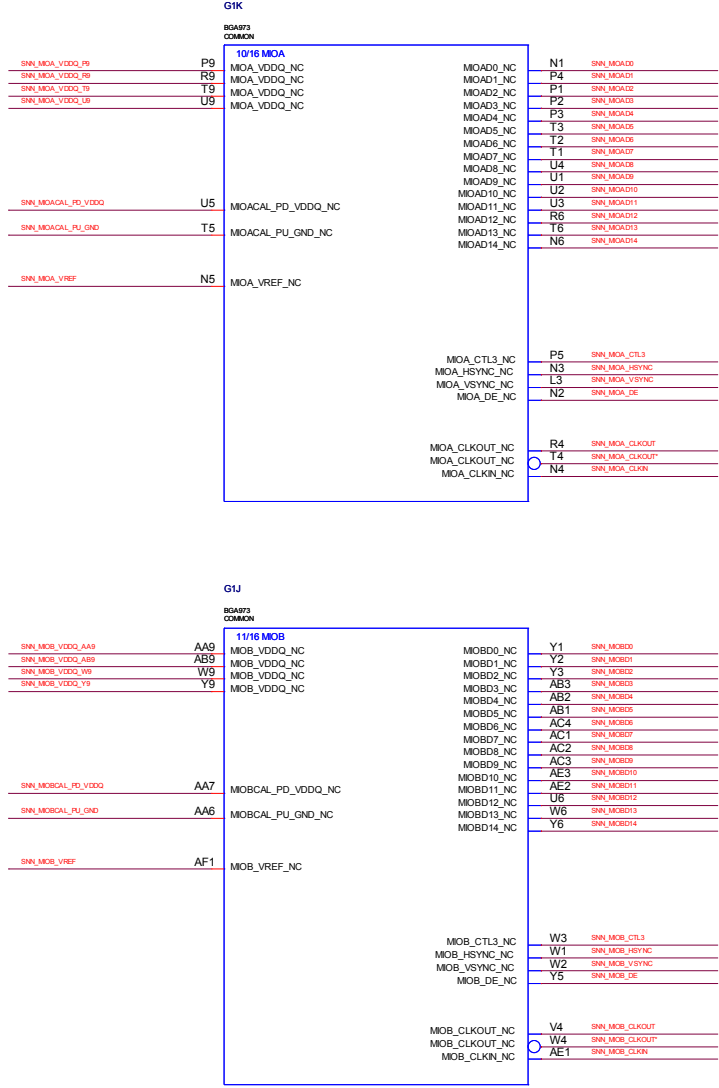 G1K
BGA973
COMMON
10/16 MIOA
SNN_MIOA_VDDQ_P9 P9 MIOA_VDDQ_NC MIOAD0_NC N1 SNN_MIOAD0
SNN_MIOA_VDDQ_R9 R9 MIOA_VDDQ_NC MIOAD1_NC P4 SNN_MIOAD1
SNN_MIOA_VDDQ_T9 T9 MIOA_VDDQ_NC MIOAD2_NC P1 SNN_MIOAD2
SNN_MIOA_VDDQ_U9 U9 MIOA_VDDQ_NC MIOAD3_NC P2 SNN_MIOAD3
MIOAD4_NC P3 SNN_MIOAD4
MIOAD5_NC T3 SNN_MIOAD5
MIOAD6_NC T2 SNN_MIOAD6
MIOAD7_NC T1 SNN_MIOAD7
MIOAD8_NC U4 SNN_MIOAD8
MIOAD9_NC U1 SNN_MIOAD9
MIOAD10_NC U2 SNN_MIOAD10
SNN_MIOACAL_PD_VDDQ U5 MIOACAL_PD_VDDQ_NC MIOAD11_NC U3 SNN_MIOAD11
MIOAD12_NC R6 SNN_MIOAD12
SNN_MIOACAL_PU_GND T5 MIOACAL_PU_GND_NC MIOAD13_NC T6 SNN_MIOAD13
MIOAD14_NC N6 SNN_MIOAD14
SNN_MIOA_VREF N5 MIOA_VREF_NC
MIOA_CTL3_NC P5 SNN_MIOA_CTL3
MIOA_HSYNC_NC N3 SNN_MIOA_HSYNC
MIOA_VSYNC_NC L3 SNN_MIOA_VSYNC
MIOA_DE_NC N2 SNN_MIOA_DE
MIOA_CLKOUT_NC R4 SNN_MIOA_CLKOUT
MIOA_CLKOUT_NC T4 SNN_MIOA_CLKOUT*
MIOA_CLKIN_NC N4 SNN_MIOA_CLKIN
G1J
BGA973
COMMON
11/16 MIOB
SNN_MIOB_VDDQ_AA9 AA9 MIOB_VDDQ_NC MIOBD0_NC Y1 SNN_MIOBD0
SNN_MIOB_VDDQ_AB9 AB9 MIOB_VDDQ_NC MIOBD1_NC Y2 SNN_MIOBD1
SNN_MIOB_VDDQ_W9 W9 MIOB_VDDQ_NC MIOBD2_NC Y3 SNN_MIOBD2
SNN_MIOB_VDDQ_Y9 Y9 MIOB_VDDQ_NC MIOBD3_NC AB3 SNN_MIOBD3
MIOBD4_NC AB2 SNN_MIOBD4
MIOBD5_NC AB1 SNN_MIOBD5
MIOBD6_NC AC4 SNN_MIOBD6
MIOBD7_NC AC1 SNN_MIOBD7
MIOBD8_NC AC2 SNN_MIOBD8
MIOBD9_NC AC3 SNN_MIOBD9
MIOBD10_NC AE3 SNN_MIOBD10
SNN_MIOBCAL_PD_VDDQ AA7 MIOBCAL_PD_VDDQ_NC MIOBD11_NC AE2 SNN_MIOBD11
MIOBD12_NC U6 SNN_MIOBD12
SNN_MIOBCAL_PU_GND AA6 MIOBCAL_PU_GND_NC MIOBD13_NC W6 SNN_MIOBD13
MIOBD14_NC Y6 SNN_MIOBD14
SNN_MIOB_VREF AF1 MIOB_VREF_NC
MIOB_CTL3_NC W3 SNN_MIOB_CTL3
MIOB_HSYNC_NC W1 SNN_MIOB_HSYNC
MIOB_VSYNC_NC W2 SNN_MIOB_VSYNC
MIOB_DE_NC Y5 SNN_MIOB_DE
MIOB_CLKOUT_NC V4 SNN_MIOB_CLKOUT
MIOB_CLKOUT_NC W4 SNN_MIOB_CLKOUT*
MIOB_CLKIN_NC AE1 SNN_MIOB_CLKIN